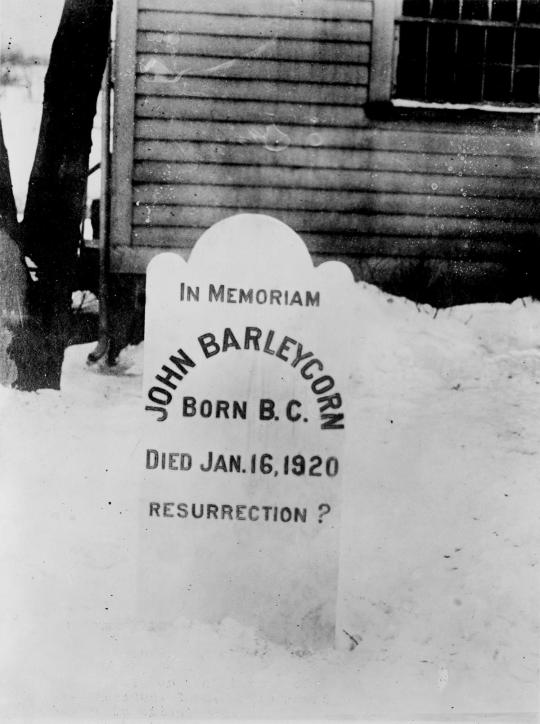 IN MEMORIAM
JOHN BARLEYCORN
BORN B.C.
DIED JAN. 16, 1920
RESURRECTION ?